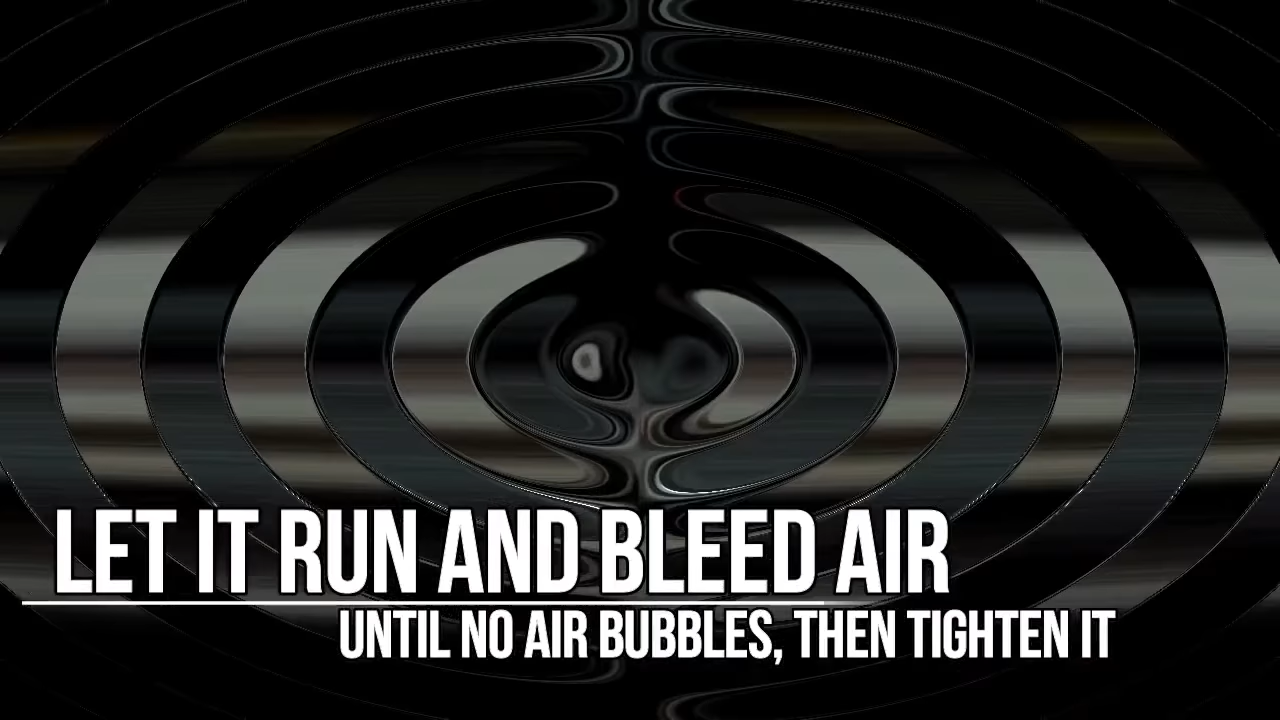 LET IT RUN AND BLEED AIR
UNTIL NO AIR BUBBLES, THEN TIGHTEN IT